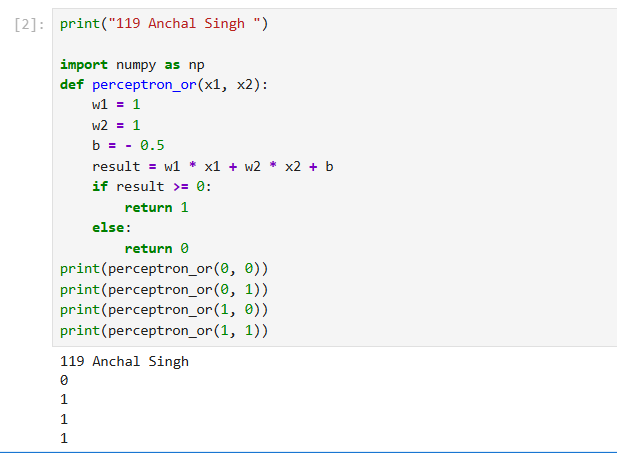 [2]: print("119 Anchal Singh ")
import numpy as np
def perceptron_or(x1, x2):
    w1 = 1
    w2 = 1
    b = - 0.5
    result = w1 * x1 + w2 * x2 + b
    if result >= 0:
        return 1
    else:
        return 0
print(perceptron_or(0, 0))
print(perceptron_or(0, 1))
print(perceptron_or(1, 0))
print(perceptron_or(1, 1))
119 Anchal Singh
0
1
1
1